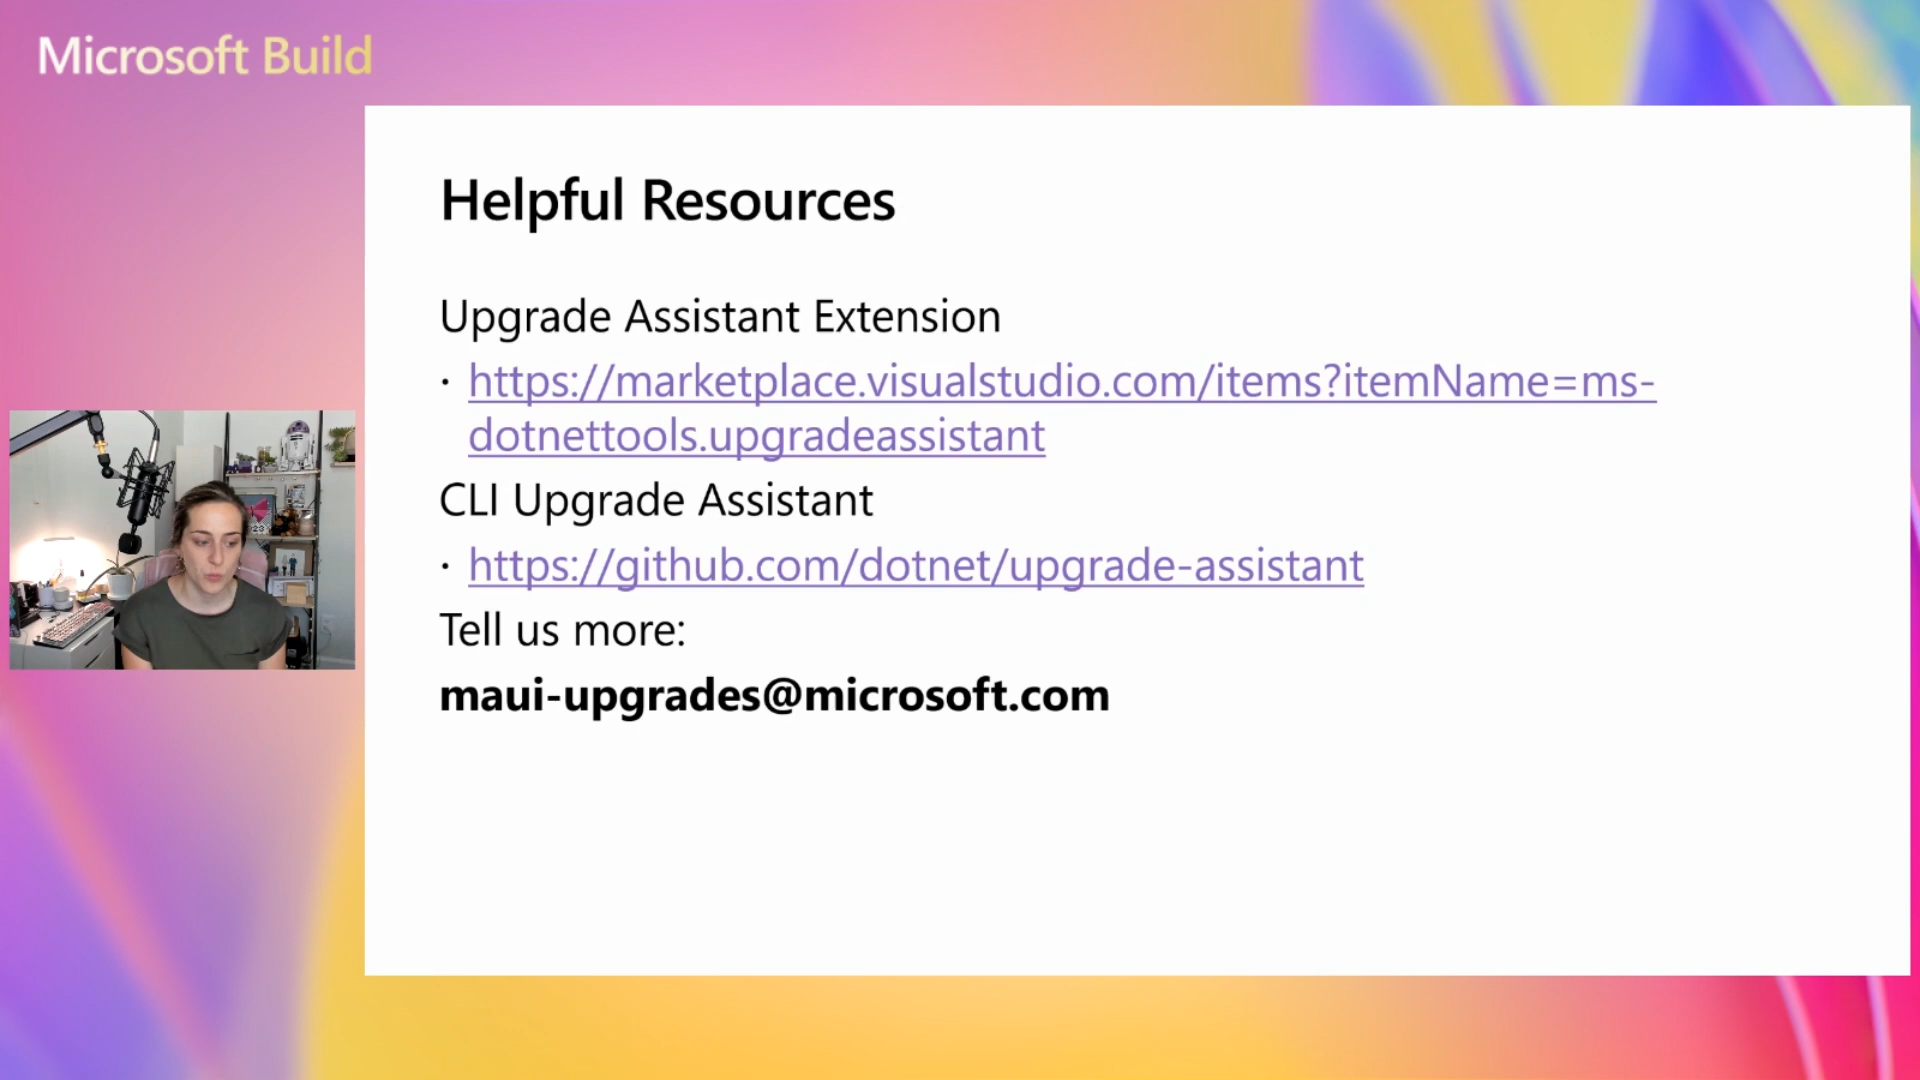 Microsoft Build
Helpful Resources
Upgrade Assistant Extension
· https://marketplace.visualstudio.com/items?itemName=ms-
dotnettools.upgradeassistant
CLI Upgrade Assistant
· https://github.com/dotnet/upgrade-assistant
Tell us more:
maui-upgrades@microsoft.com